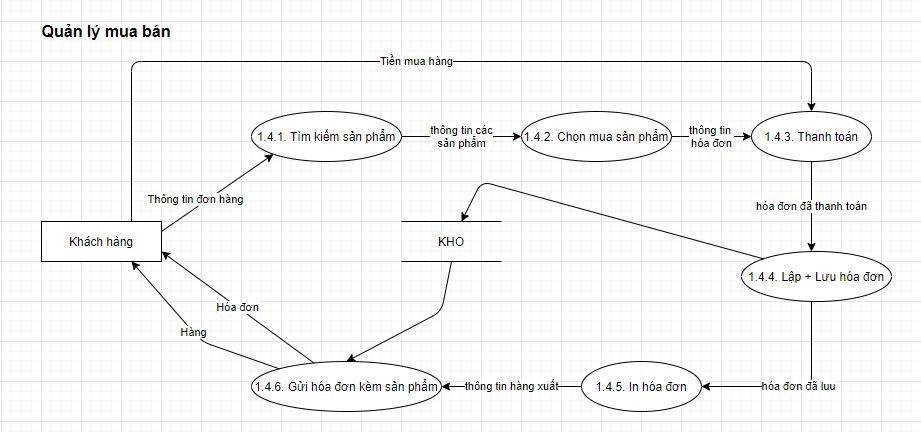 Quản lý mua bán
Tiền mua hàng
1.4.1. Tìm kiếm sản phẩm
thông tin các
sản phẩm
1.4.2. Chọn mua sản phẩm
thông tin
hóa đơn
1.4.3. Thanh toán
Thông tin đơn hàng
hóa đơn đã thanh toán
Khách hàng
KHO
1.4.4. Lập + Lưu hóa đơn
Hóa đơn
Hàng
1.4.6. Gửi hóa đơn kèm sản phẩm
thông tin hàng xuất
1.4.5. In hóa đơn
hóa đơn đã luu